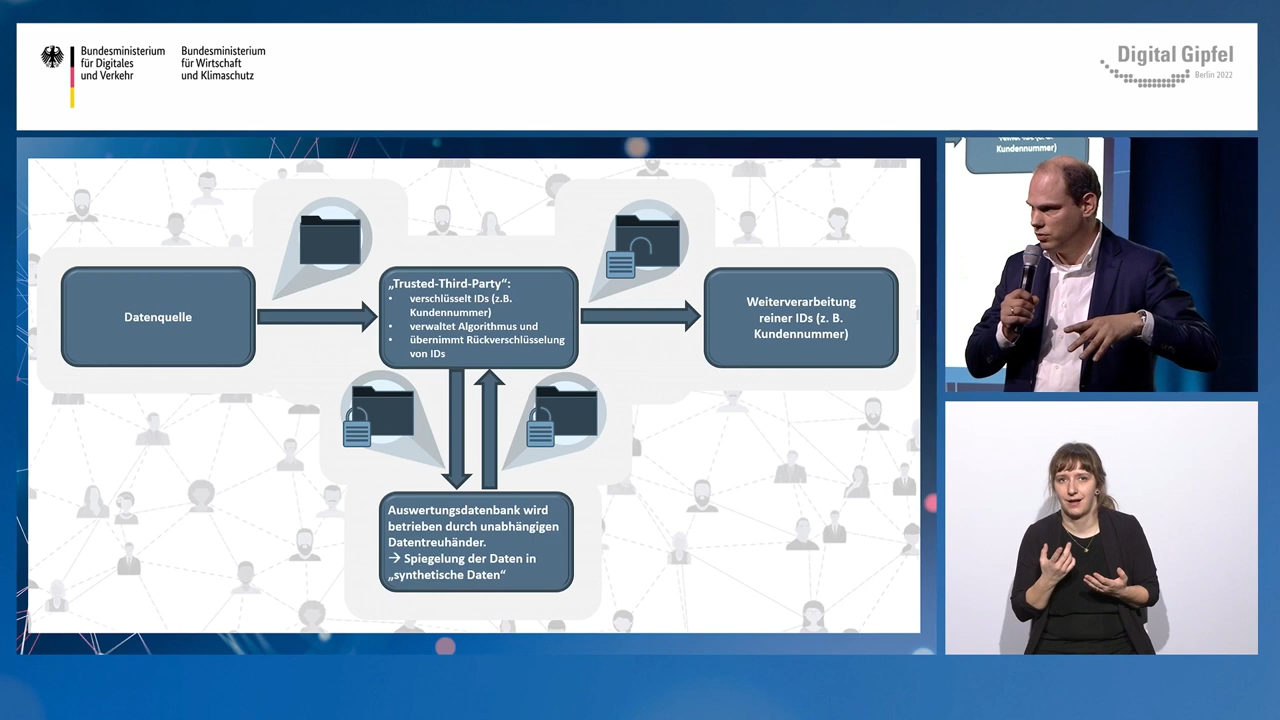 Bundesministerium
für Digitales
und Verkehr
Bundesministerium
für Wirtschaft
und Klimaschutz
Digital Gipfel
Berlin 2022
Datenquelle
„Trusted-Third-Party“:
• verschlüsselt IDs (z.B.
Kundennummer)
• verwaltet Algorithmus und
• übernimmt Rückverschlüsselung
von IDs
Weiterverarbeitung
reiner IDs (z. B.
Kundennummer)
Auswertungsdatenbank wird
betrieben durch unabhängigen
Datentreuhänder.
→ Spiegelung der Daten in
„synthetische Daten“
Kundennummer)